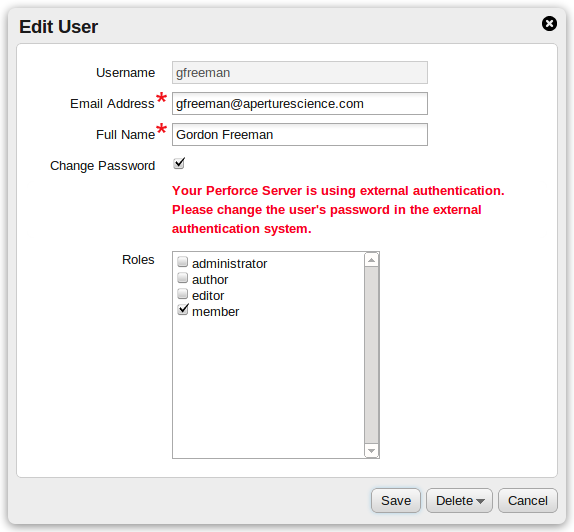 Edit User
Username gfreeman
Email Address* gfreeman@aperturescience.com
Full Name* Gordon Freeman
Change Password
Your Perforce Server is using external authentication.
Please change the user's password in the external
authentication system.
Roles
administrator
author
editor
member
Save Delete Cancel